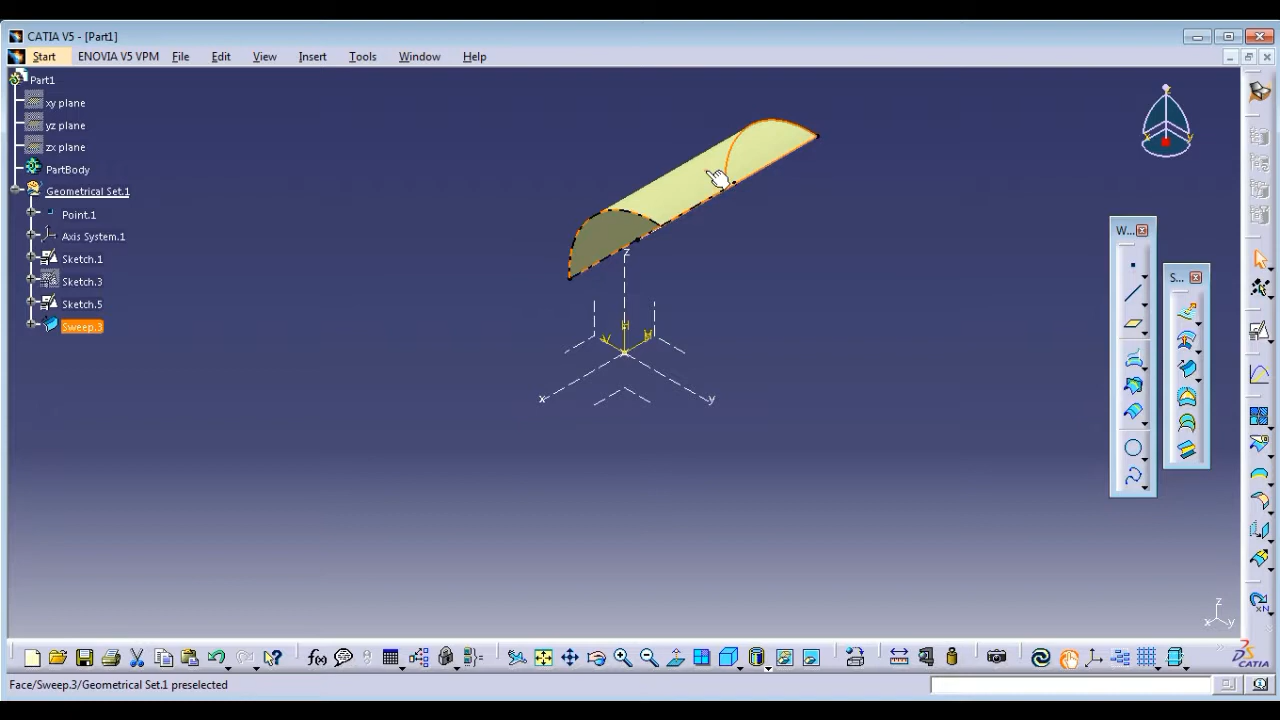 CATIA V5 - [Part1]
Start ENOVIA V5 VPM File Edit View Insert Tools Window Help
Part1
xy plane
yz plane
zx plane
PartBody
Geometrical Set.1
Point.1
Axis System.1
Sketch.1
Sketch.3
Sketch.5
Sweep.3
W...
S...
z
H
V
x
y
z
x
y
f(x)
xN
CATIA
Face/Sweep.3/Geometrical Set.1 preselected